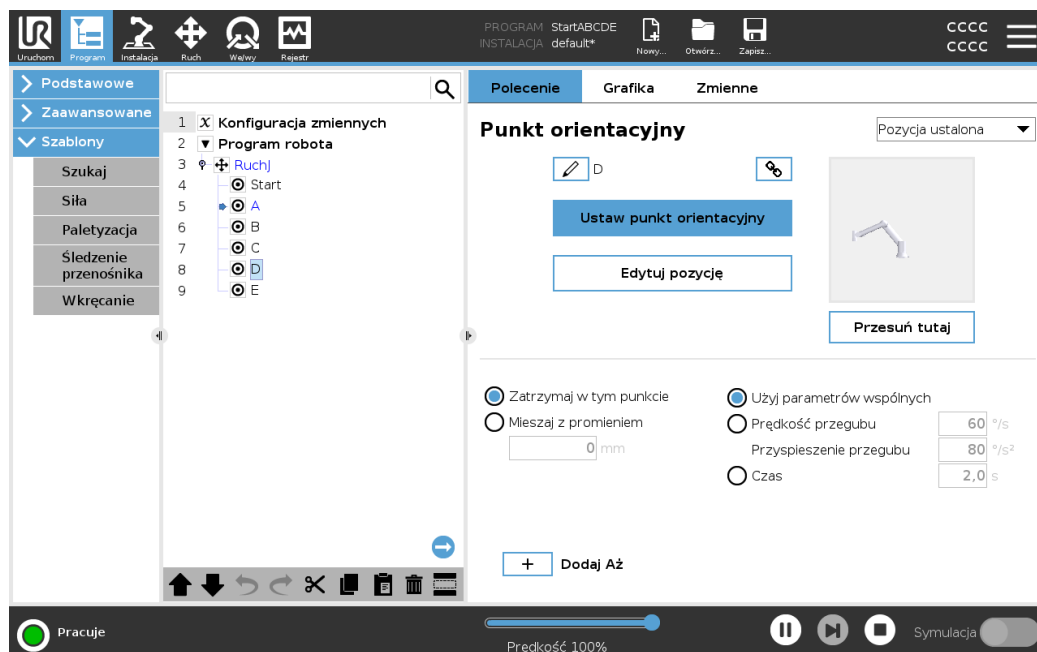 PROGRAM StartABCDE
INSTALACJA default*
CCCC
CCCC
UR
Uruchom
Program
Instalacja
Ruch
We/wy
Rejestr
Nowy...
Otwórz...
Zapisz...
Podstawowe
Zaawansowane
Szablony
Szukaj
Siła
Paletyzacja
Śledzenie
przenośnika
Wkręcanie
1 X Konfiguracja zmiennych
2 Program robota
3 RuchJ
4 Start
5 A
6 B
7 C
8 D
9 E
Polecenie
Grafika
Zmienne
Punkt orientacyjny
Pozycja ustalona
D
Ustaw punkt orientacyjny
Edytuj pozycję
Przesuń tutaj
Zatrzymaj w tym punkcie
Mieszaj z promieniem
0 mm
Użyj parametrów wspólnych
Prędkość przegubu 60 °/s
Przyspieszenie przegubu 80 °/s²
Czas 2,0 s
+ Dodaj Aż
Pracuje
Prędkość 100%
Symulacja